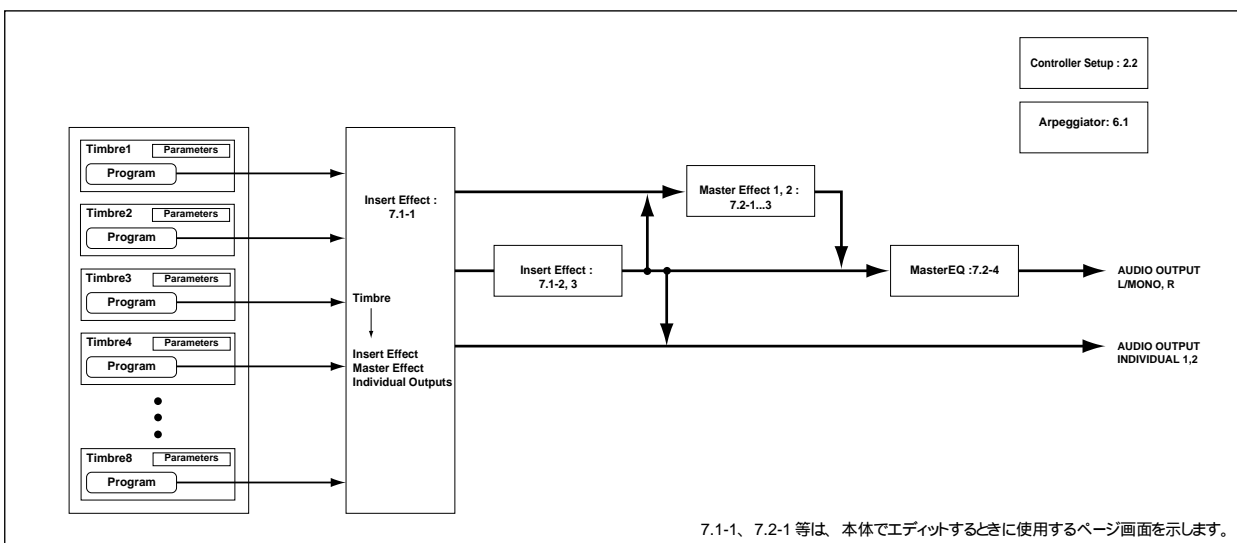 Controller Setup : 2.2
Arpeggiator: 6.1
Timbre1
Parameters
Program
Timbre2
Parameters
Program
Timbre3
Parameters
Program
Timbre4
Parameters
Program
Timbre8
Parameters
Program
Insert Effect :
7.1-1
Timbre
Insert Effect
Master Effect
Individual Outputs
Insert Effect :
7.1-2, 3
Master Effect 1, 2 :
7.2-1...3
MasterEQ :7.2-4
AUDIO OUTPUT
L/MONO, R
AUDIO OUTPUT
INDIVIDUAL 1,2
7.1-1、7.2-1 等は、本体でエディットするときに使用するページ画面を示します。